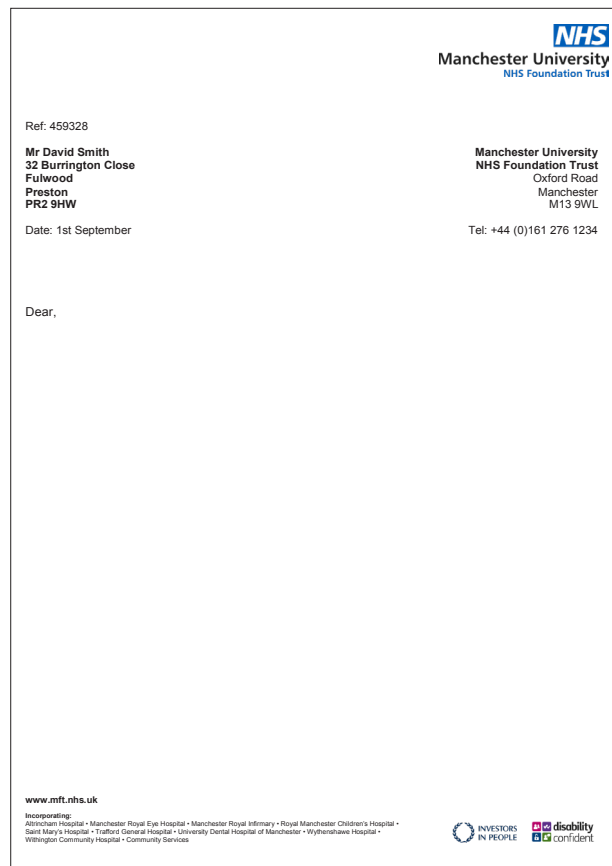 NHS
Manchester University
NHS Foundation Trust
Ref: 459328
Mr David Smith
32 Burrington Close
Fulwood
Preston
PR2 9HW
Manchester University
NHS Foundation Trust
Oxford Road
Manchester
M13 9WL
Date: 1st September
Tel: +44 (0)161 276 1234
Dear,
www.mft.nhs.uk
Incorporating:
Altrincham Hospital • Manchester Royal Eye Hospital • Manchester Royal Infirmary • Royal Manchester Children's Hospital •
Saint Mary's Hospital • Trafford General Hospital • University Dental Hospital of Manchester • Wythenshawe Hospital •
Withington Community Hospital • Community Services
INVESTORS
IN PEOPLE
disability
confident